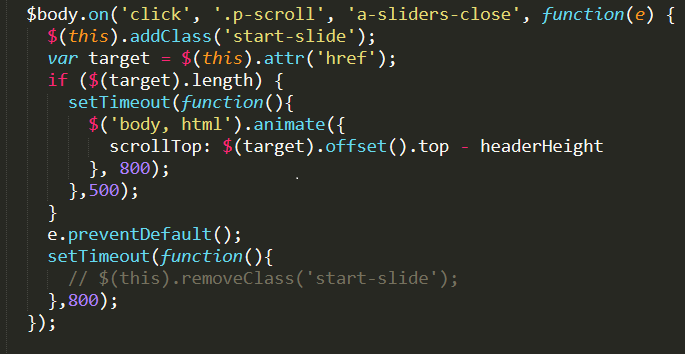 $body.on('click', '.p-scroll', 'a-sliders-close', function(e) {
$(this).addClass('start-slide');
var target = $(this).attr('href');
if ($(target).length) {
setTimeout(function(){
$('body, html').animate({
scrollTop: $(target).offset().top - headerHeight
}, 800);
},500);
}
e.preventDefault();
setTimeout(function(){
// $(this).removeClass('start-slide');
},800);
});